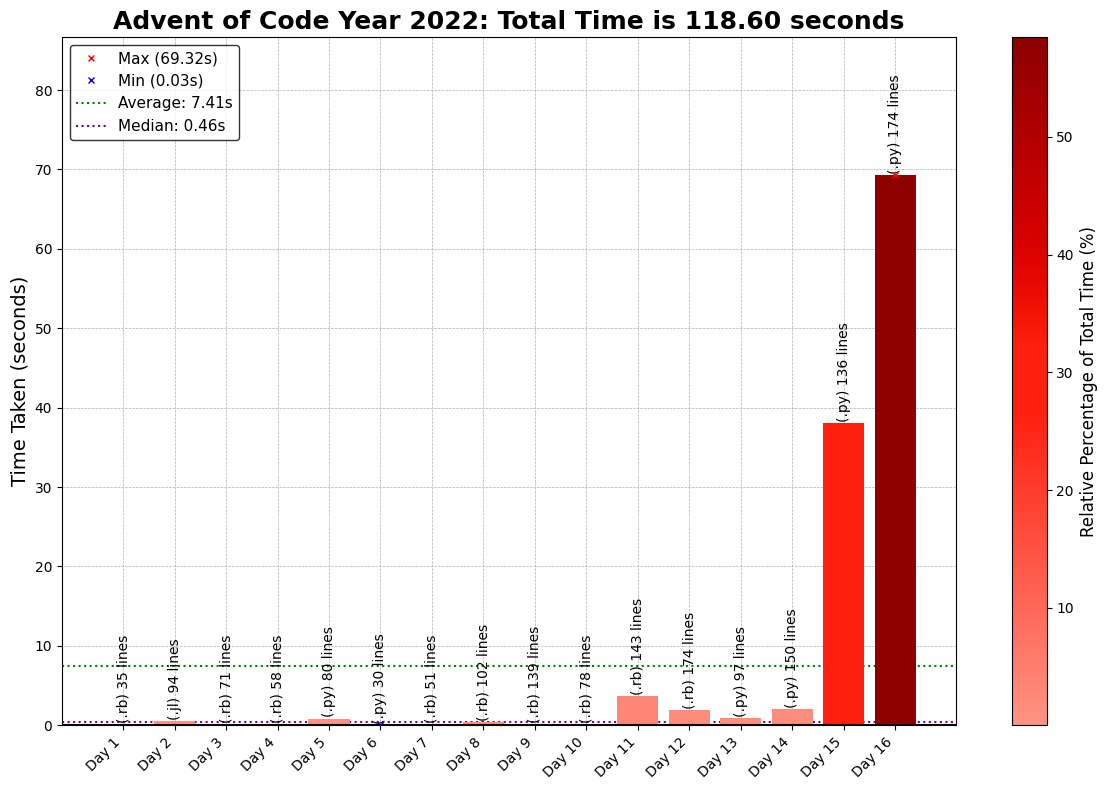 Advent of Code Year 2022: Total Time is 118.60 seconds
Max (69.32s)
Min (0.03s)
Average: 7.41s
Median: 0.46s
Time Taken (seconds)
80
70
60
50
40
30
20
10
0
(.rb) 35 lines
(.jl) 94 lines
(.rb) 71 lines
(.rb) 58 lines
(.py) 80 lines
(.py) 30 lines
(.rb) 51 lines
(.rb) 102 lines
(.rb) 139 lines
(.rb) 78 lines
(.rb) 143 lines
(.rb) 174 lines
(.py) 97 lines
(.py) 150 lines
(.py) 136 lines
(.py) 174 lines
Day 1
Day 2
Day 3
Day 4
Day 5
Day 6
Day 7
Day 8
Day 9
Day 10
Day 11
Day 12
Day 13
Day 14
Day 15
Day 16
50
40
30
20
10
Relative Percentage of Total Time (%)